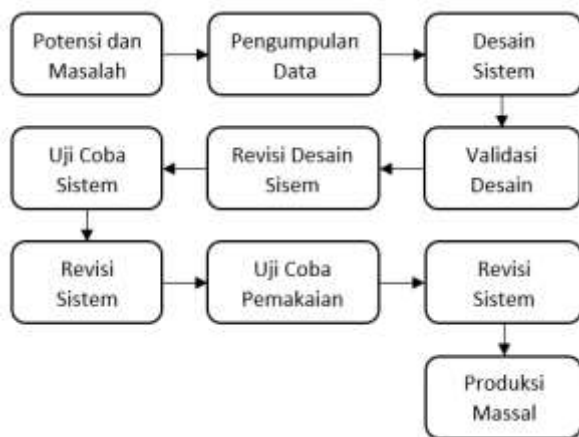 Potensi dan
Masalah
Pengumpulan
Data
Desain
Sistem
Validasi
Desain
Revisi Desain
Sisem
Uji Coba
Sistem
Revisi
Sistem
Uji Coba
Pemakaian
Revisi
Sistem
Produksi
Massal